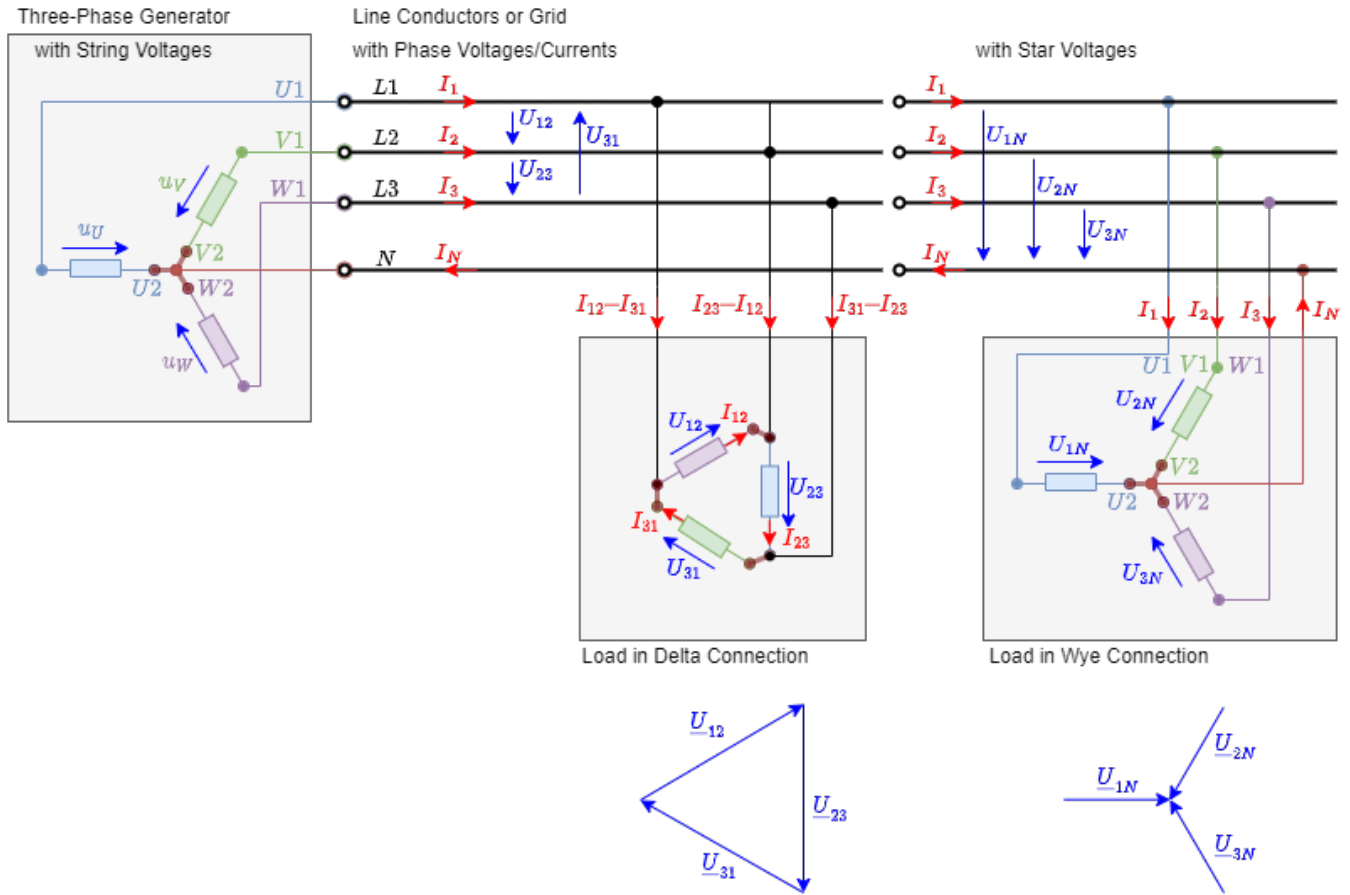 Three-Phase Generator
with String Voltages
Line Conductors or Grid
with Phase Voltages/Currents
with Star Voltages
U1
L1
I1
I1
V1
L2
I2
U12
U31
I2
U1N
W1
L3
I3
U23
I3
U2N
uV
uU
V2
N
IN
IN
U3N
U2
W2
uW
I12–I31
I23–I12
I31–I23
I1
I2
I3
IN
U1
V1
W1
U12
I12
U2N
U1N
U23
V2
I31
I23
U2
W2
U31
U3N
Load in Delta Connection
Load in Wye Connection
U12
U23
U31
U1N
U2N
U3N